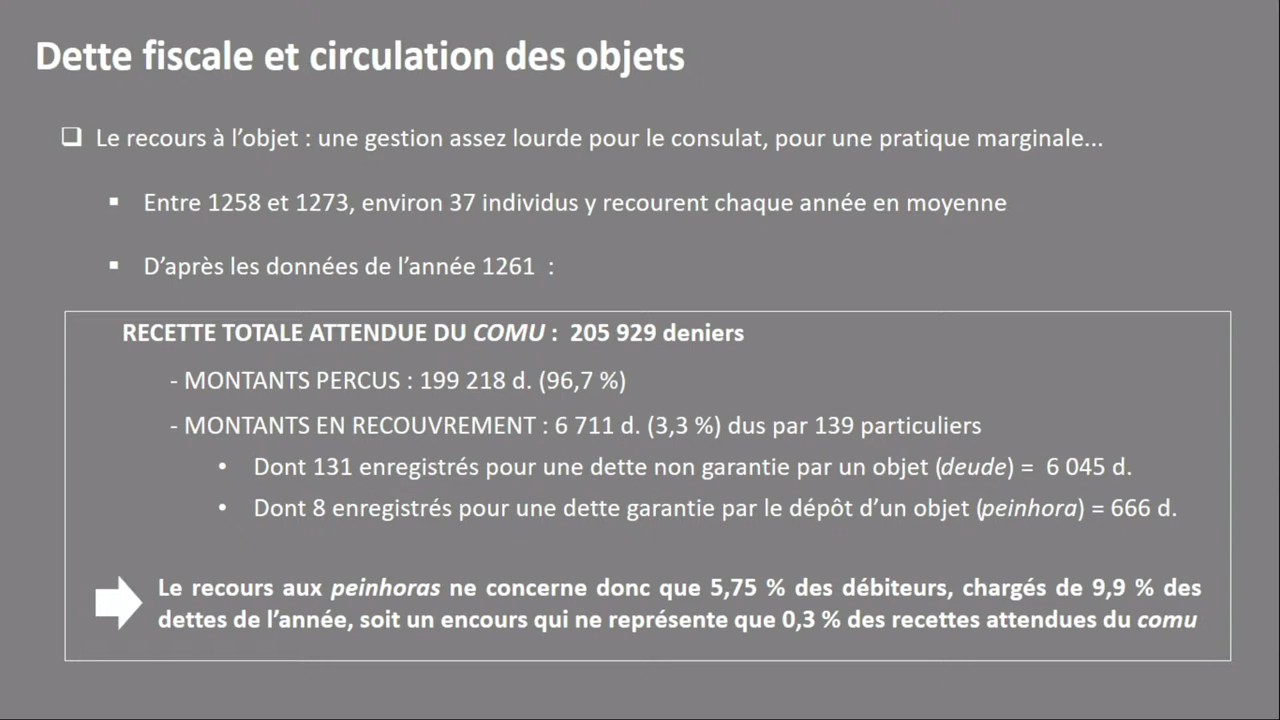 Dette fiscale et circulation des objets
❑ Le recours à l’objet : une gestion assez lourde pour le consulat, pour une pratique marginale...
▪ Entre 1258 et 1273, environ 37 individus y recourent chaque année en moyenne
▪ D’après les données de l’année 1261 :
RECETTE TOTALE ATTENDUE DU COMU : 205 929 deniers
- MONTANTS PERCUS : 199 218 d. (96,7 %)
- MONTANTS EN RECOUVREMENT : 6 711 d. (3,3 %) dus par 139 particuliers
• Dont 131 enregistrés pour une dette non garantie par un objet (deude) = 6 045 d.
• Dont 8 enregistrés pour une dette garantie par le dépôt d’un objet (peinhora) = 666 d.
Le recours aux peinhoras ne concerne donc que 5,75 % des débiteurs, chargés de 9,9 % des
dettes de l’année, soit un encours qui ne représente que 0,3 % des recettes attendues du comu